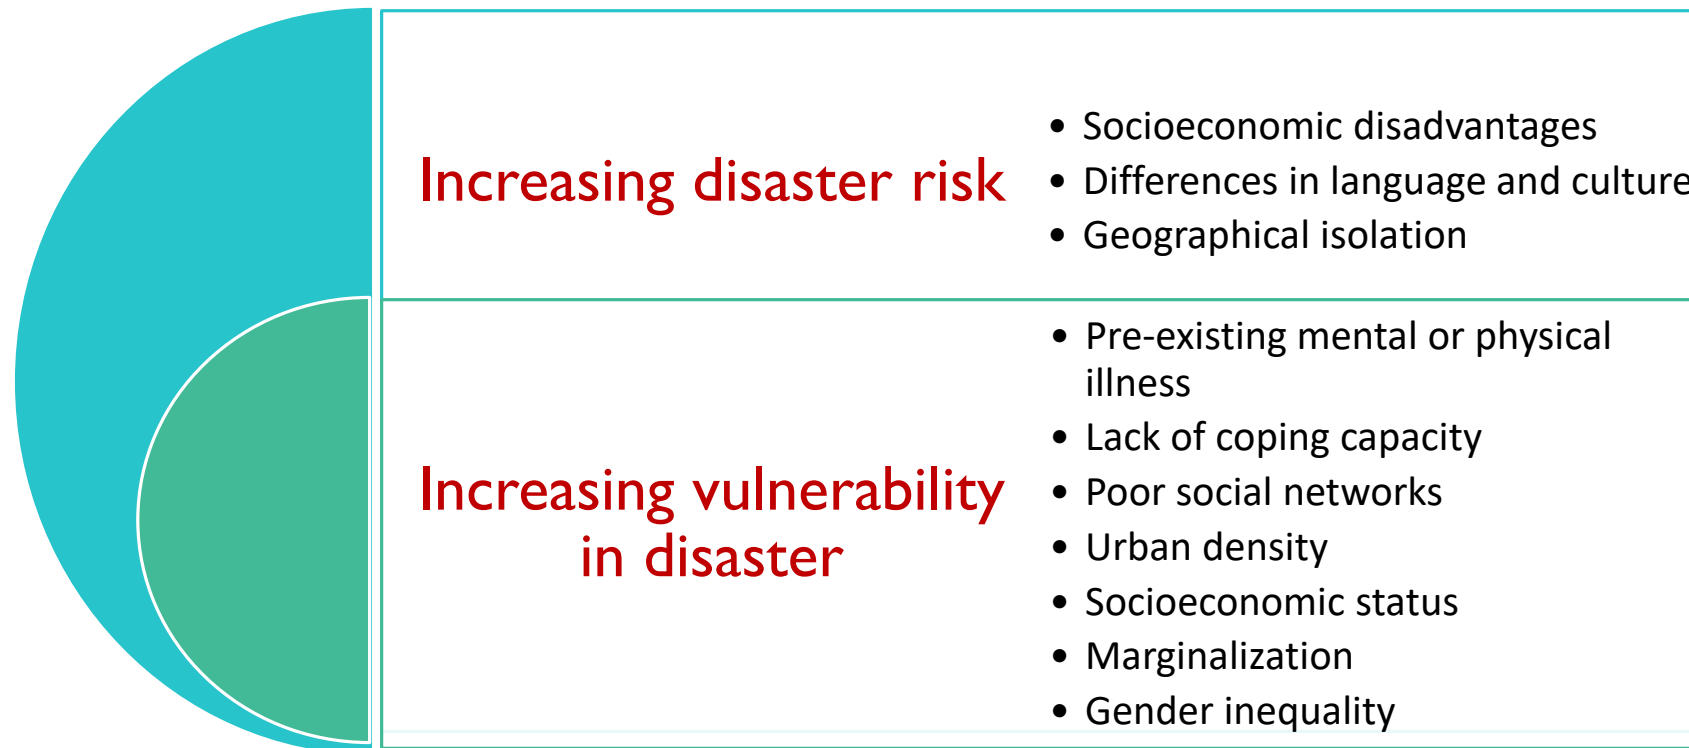 Increasing disaster risk
• Socioeconomic disadvantages
• Differences in language and culture
• Geographical isolation
Increasing vulnerability
in disaster
• Pre-existing mental or physical
illness
• Lack of coping capacity
• Poor social networks
• Urban density
• Socioeconomic status
• Marginalization
• Gender inequality